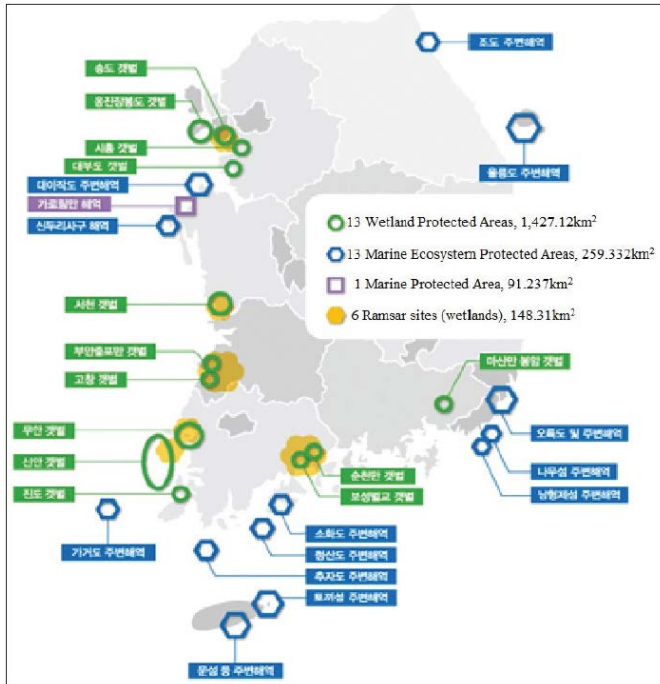 조도 주변해역
송도 갯벌
옹진장봉도 갯벌
시흥 갯벌
대부도 갯벌
울릉도 주변해역
대이작도 주변해역
가로림만 해역
신두리사구 해역
13 Wetland Protected Areas, 1,427.12km²
13 Marine Ecosystem Protected Areas, 259.332km²
1 Marine Protected Area, 91.237km²
6 Ramsar sites (wetlands), 148.31km²
서천 갯벌
부안줄포만 갯벌
고창 갯벌
마산만 봉암 갯벌
무안 갯벌
신안 갯벌
진도 갯벌
오륙도 및 주변해역
나무섬 주변해역
남형제섬 주변해역
순천만 갯벌
보성벌교 갯벌
가거도 주변해역
소화도 주변해역
청산도 주변해역
추자도 주변해역
토끼섬 주변해역
문섬 등 주변해역